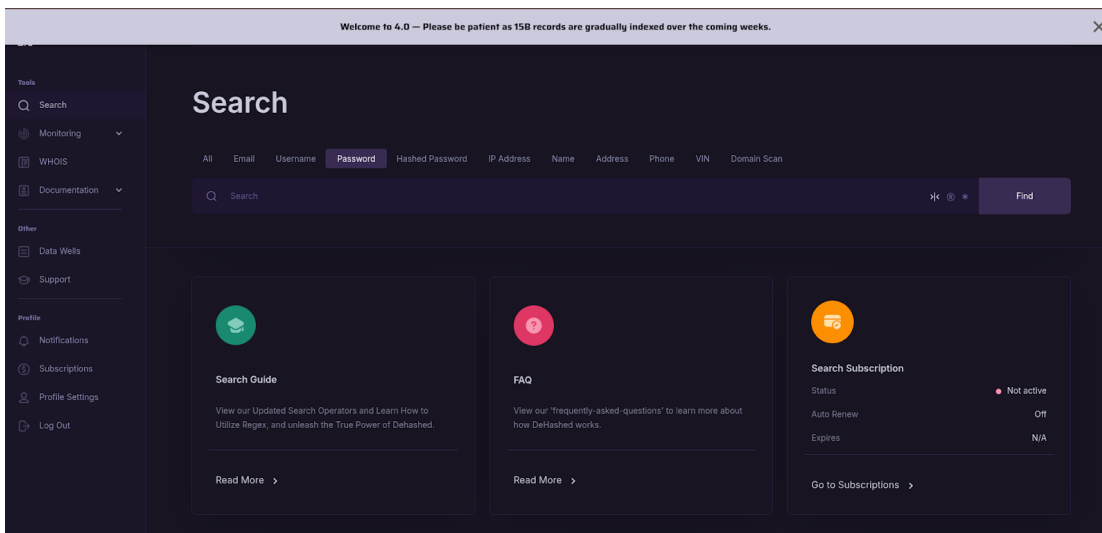 Welcome to 4.0 — Please be patient as 15B records are gradually indexed over the coming weeks.
Tools
Search
Monitoring
WHOIS
Documentation
Other
Data Wells
Support
Profile
Notifications
Subscriptions
Profile Settings
Log Out
Search
All Email Username Password Hashed Password IP Address Name Address Phone VIN Domain Scan
Search
Find
Search Guide
View our Updated Search Operators and Learn How to
Utilize Regex, and unleash the True Power of Dehashed.
Read More
FAQ
View our 'frequently-asked-questions' to learn more about
how DeHashed works.
Read More
Search Subscription
Status Not active
Auto Renew Off
Expires N/A
Go to Subscriptions